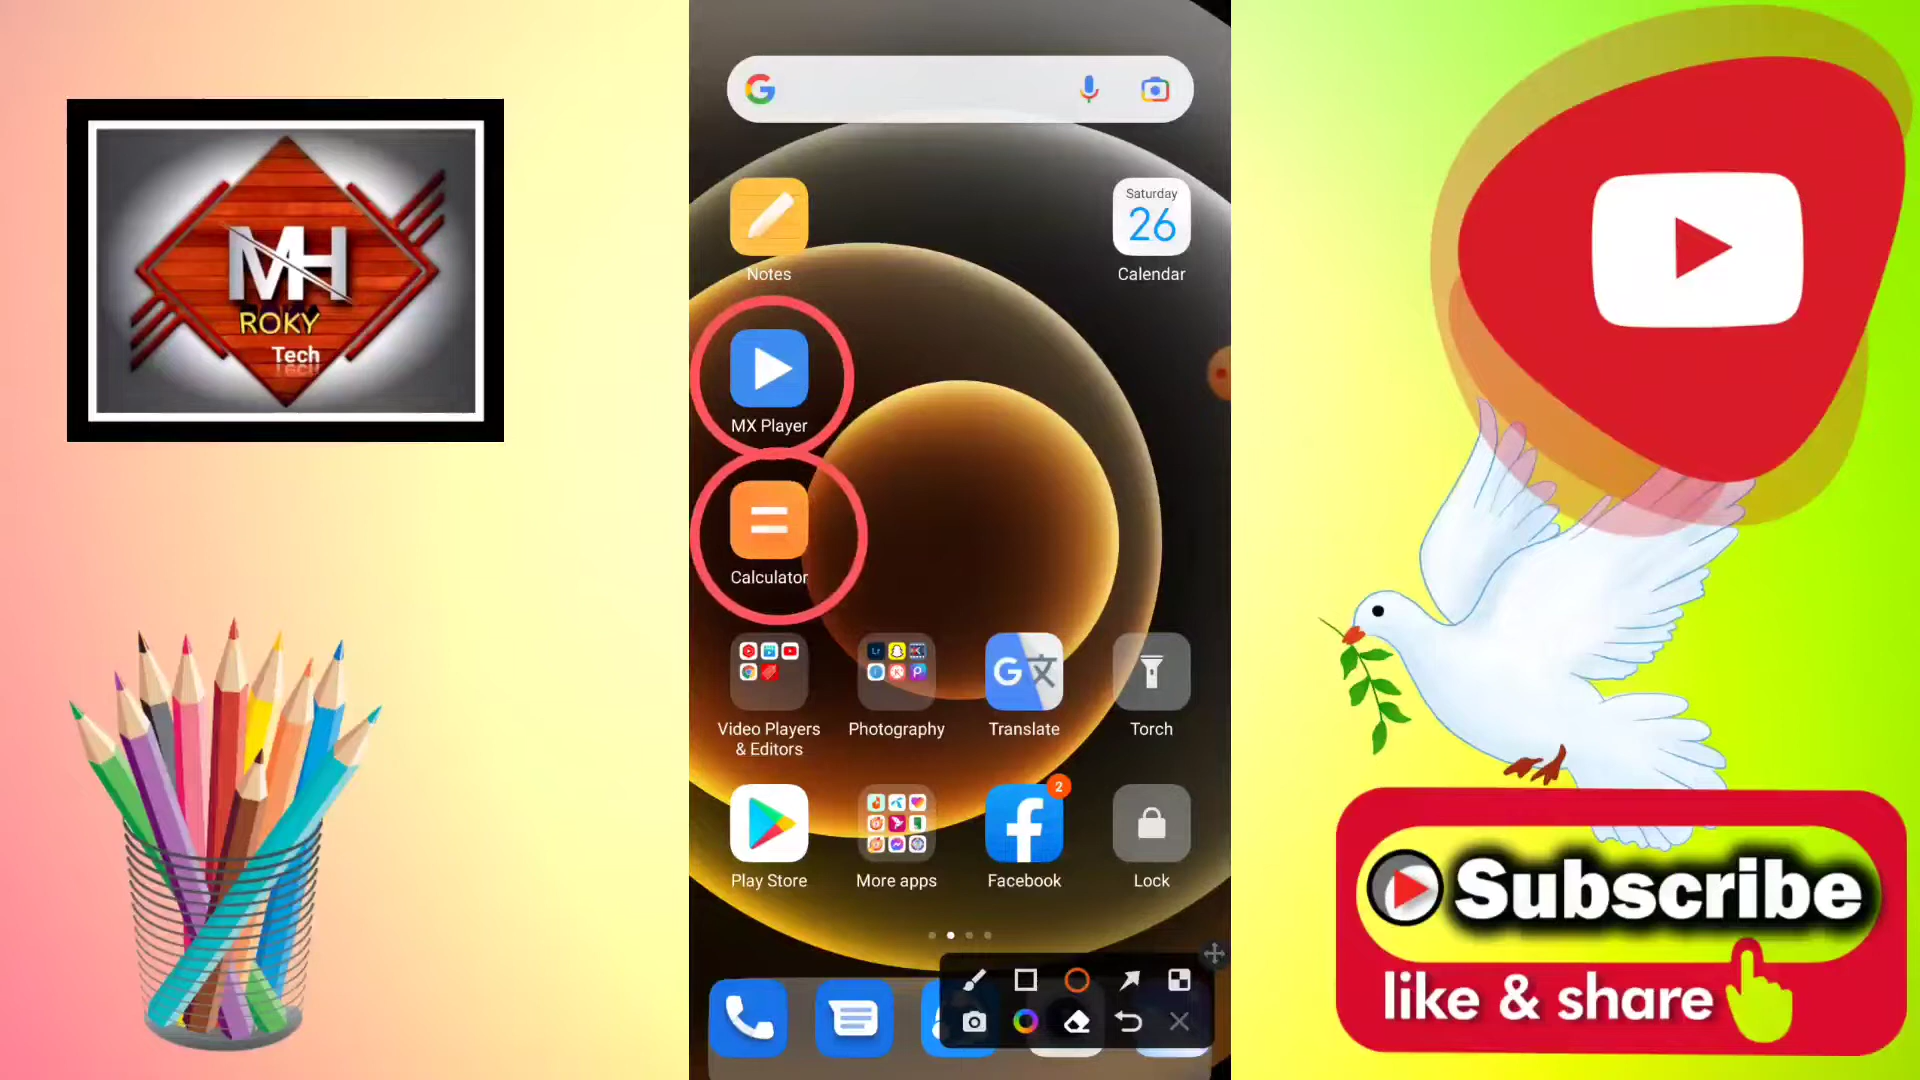 MH
ROKY
Tech
Saturday
26
Notes
Calendar
MX Player
Calculator
Lr
Video Players
& Editors
Photography
Translate
Torch
2
Play Store
More apps
Facebook
Lock
Subscribe
like & share